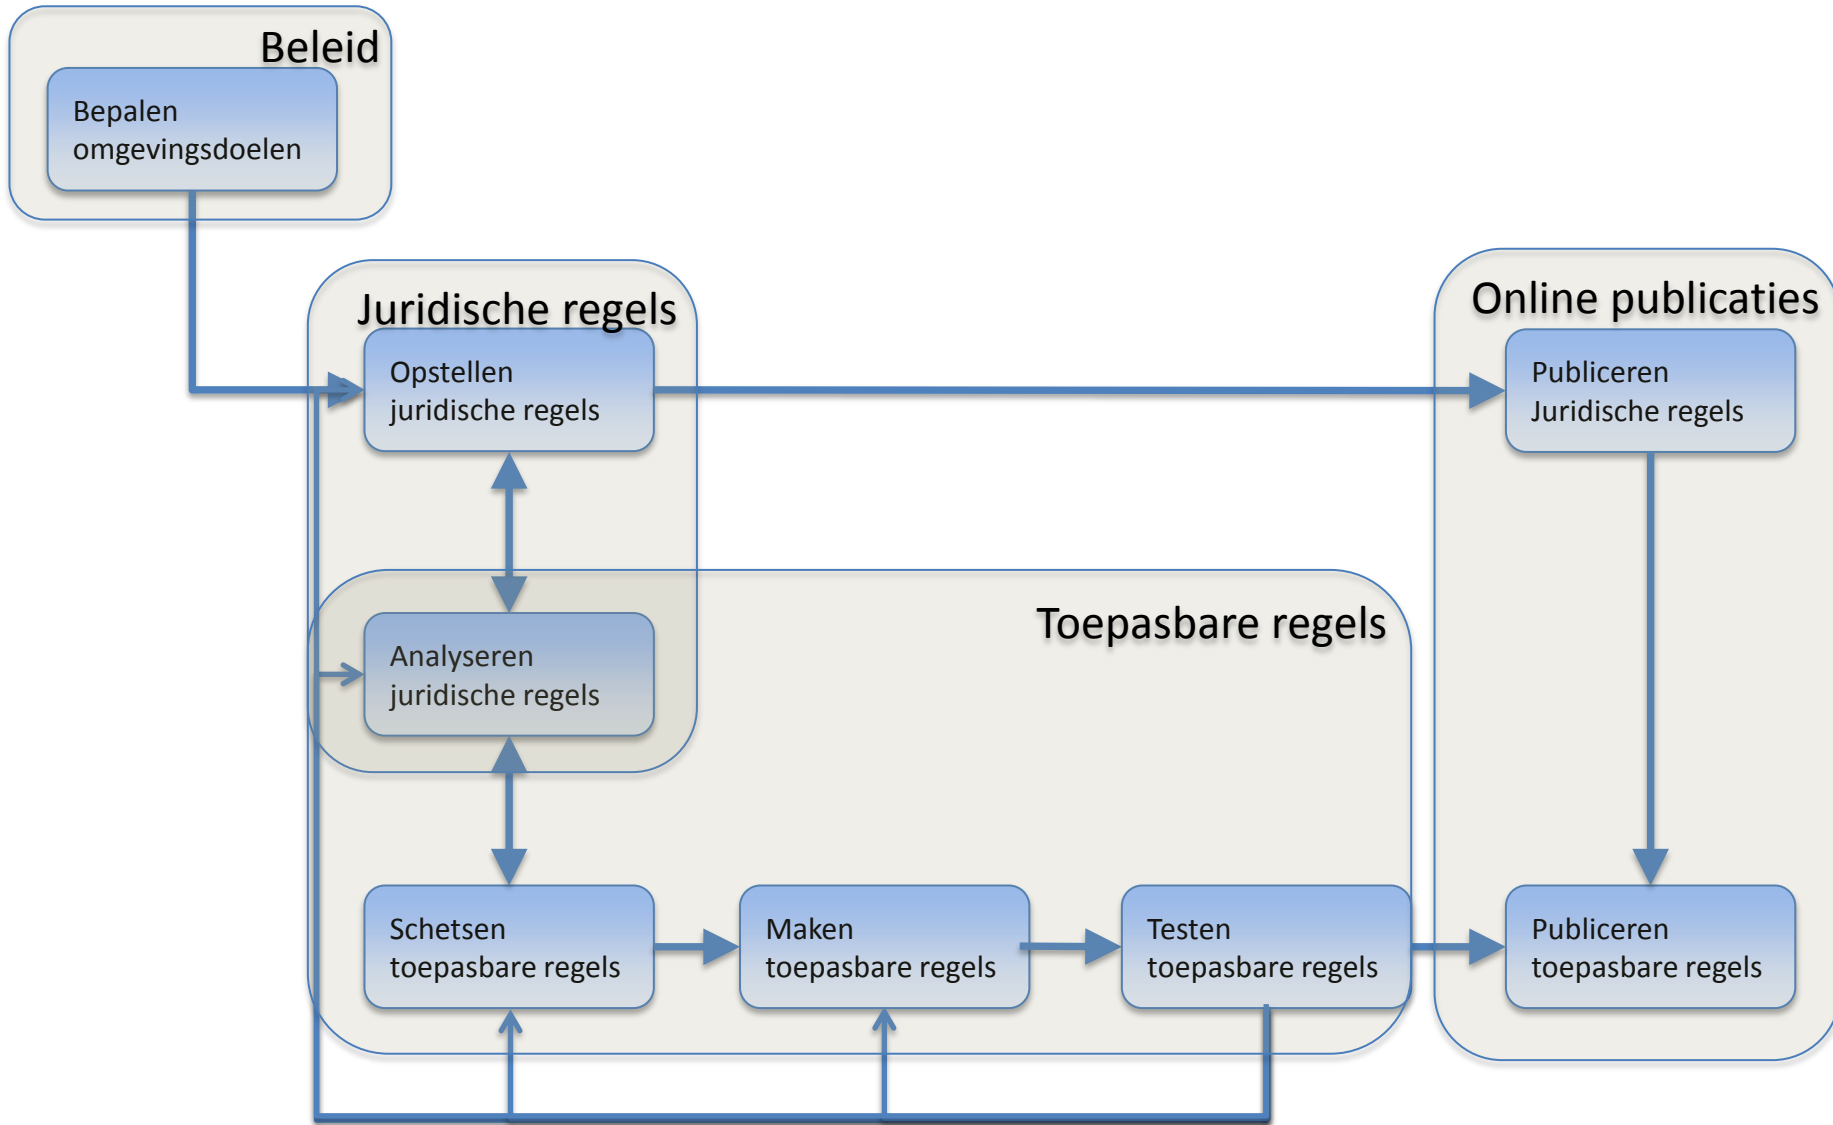 Beleid
Bepalen
omgevingsdoelen
Juridische regels
Opstellen
juridische regels
Online publicaties
Publiceren
Juridische regels
Toepasbare regels
Analyseren
juridische regels
Schetsen
toepasbare regels
Maken
toepasbare regels
Testen
toepasbare regels
Publiceren
toepasbare regels